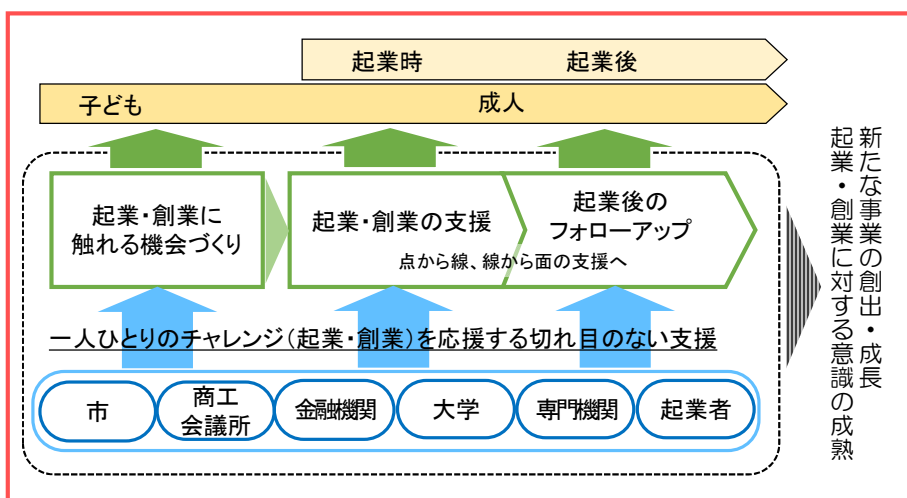 起業時 起業後
子ども 成人
起業・創業に
触れる機会づくり
起業・創業の支援
起業後の
フォローアップ
点から線、線から面の支援へ
一人ひとりのチャレンジ(起業・創業)を応援する切れ目のない支援
市
商工
会議所
金融機関
大学
専門機関
起業者
新たな事業の創出・成長
起業・創業に対する意識の成熟